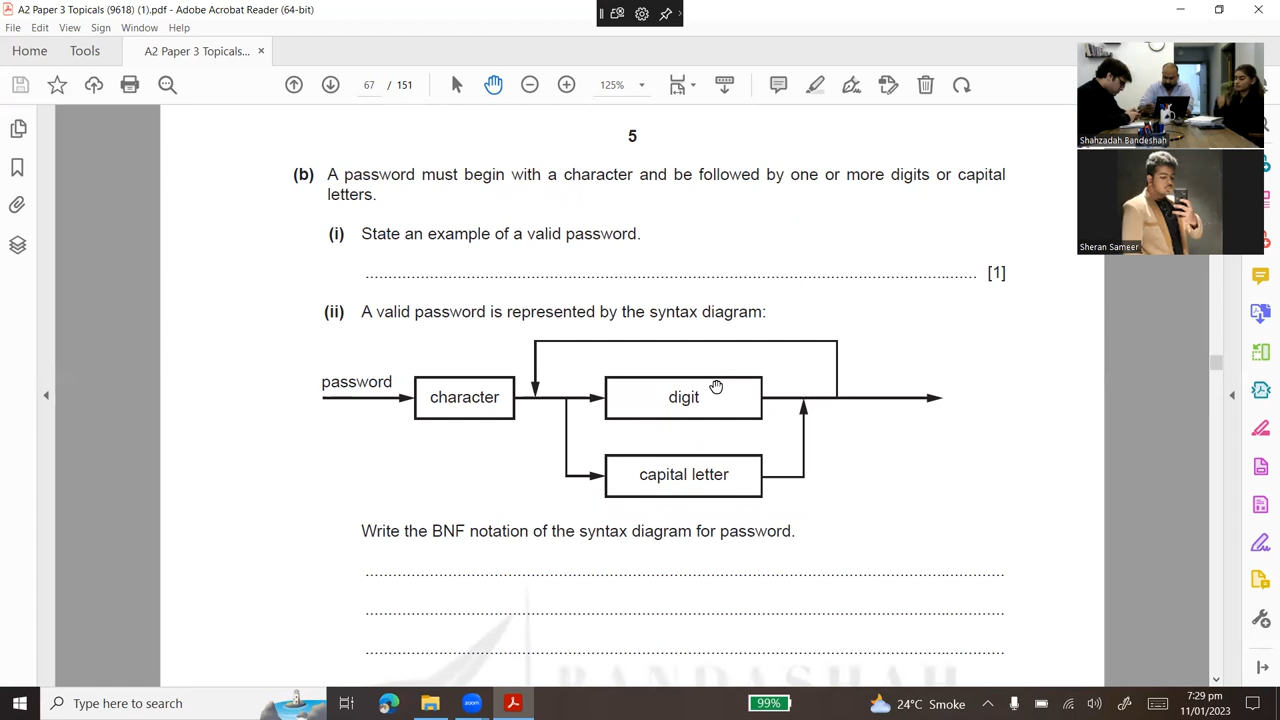 A2 Paper 3 Topicals (9618) (1).pdf - Adobe Acrobat Reader (64-bit)
File Edit View Sign Window Help
Home Tools A2 Paper 3 Topicals... ×
67 / 151 125%
Shahzadah Bandeshah
Sheran Sameer
5
(b) A password must begin with a character and be followed by one or more digits or capital
letters.
(i) State an example of a valid password.
[1]
(ii) A valid password is represented by the syntax diagram:
password
character
digit
capital letter
Write the BNF notation of the syntax diagram for password.
BANDASHAH
Type here to search
99%
24°C Smoke
7:29 pm
11/01/2023